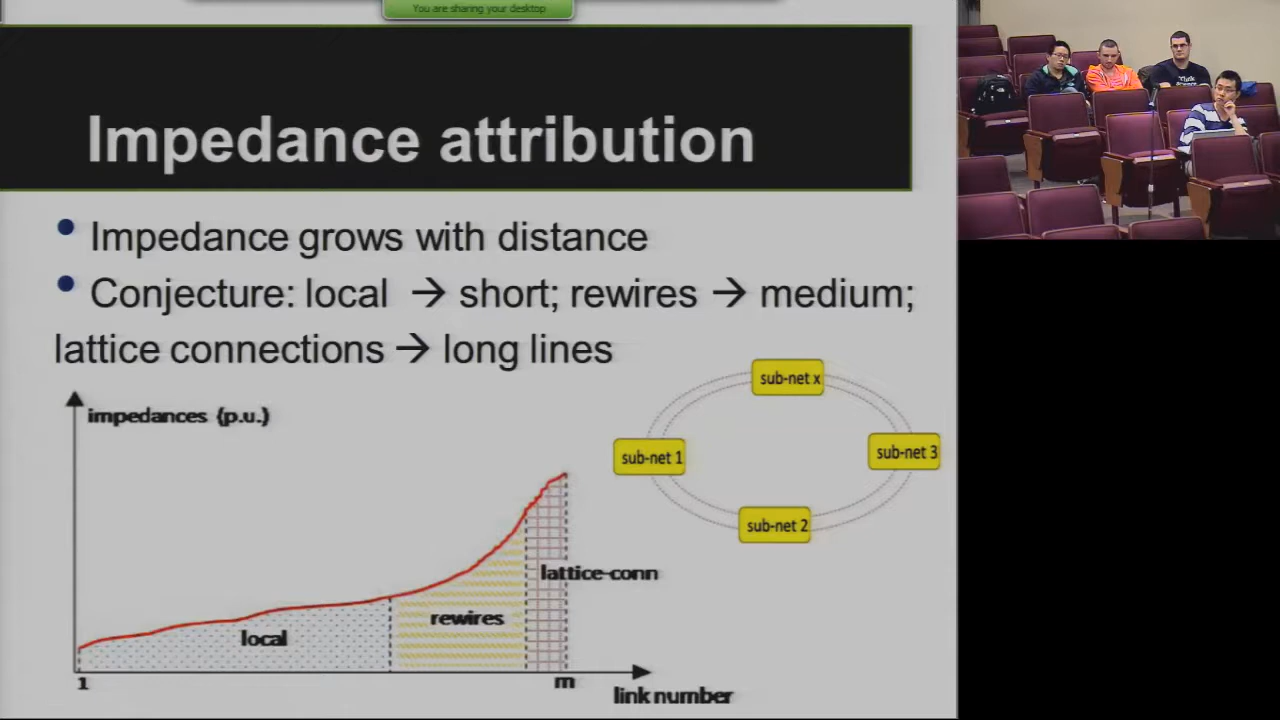 You are sharing your desktop
Impedance attribution
• Impedance grows with distance
• Conjecture: local → short; rewires → medium;
lattice connections → long lines
impedances (p.u.)
local
rewires
lattice-conn
1
m
link number
sub-net x
sub-net 1
sub-net 3
sub-net 2